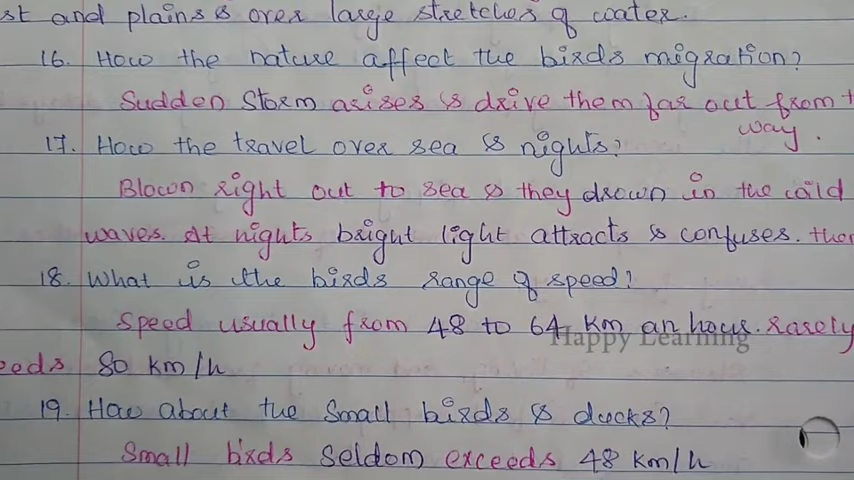 st and plains & over large stretches of water.
16. How the nature affect the birds migration?
Sudden Storm arises & drive them far out from t
way.
17. How the travel over sea & nights?
Blown right out to sea & they drown in the wild
waves. At nights bright light attracts & confuses. them
18. What is the birds range of speed?
Speed usually from 48 to 64 km an hour. Rarely
eeds 80 km/h
Happy Learning
19. How about the Small birds & ducks?
Small birds seldom exceeds 48 km/h